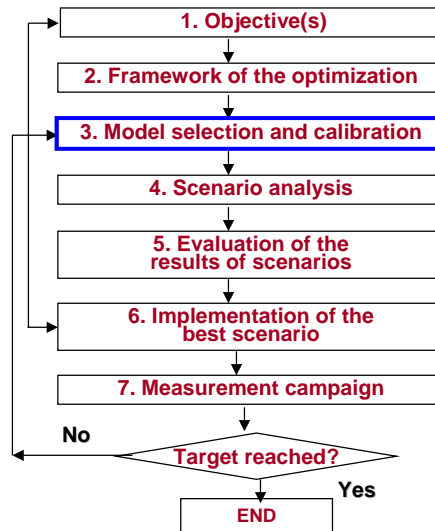 1. Objective(s)
2. Framework of the optimization
3. Model selection and calibration
4. Scenario analysis
5. Evaluation of the
results of scenarios
6. Implementation of the
best scenario
7. Measurement campaign
No
Target reached?
Yes
END